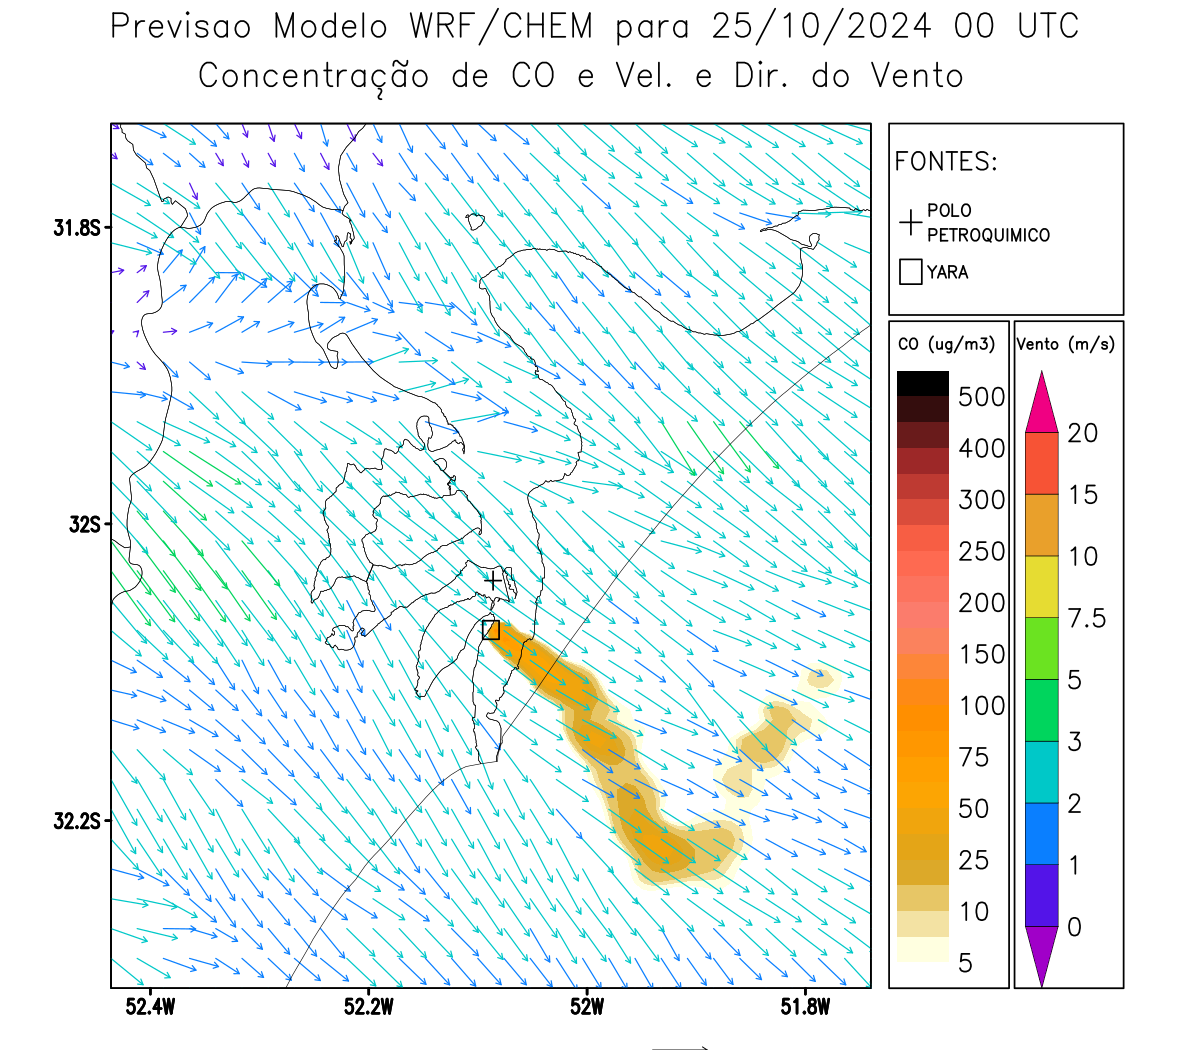 Previsao Modelo WRF/CHEM para 25/10/2024 00 UTC
Concentração de CO e Vel. e Dir. do Vento
FONTES:
POLO
PETROQUIMICO
YARA
31.8S
32S
32.2S
52.4W
52.2W
52W
51.8W
CO (ug/m3)
500
400
300
250
200
150
100
75
50
25
10
5
Vento (m/s)
20
15
10
7.5
5
3
2
1
0